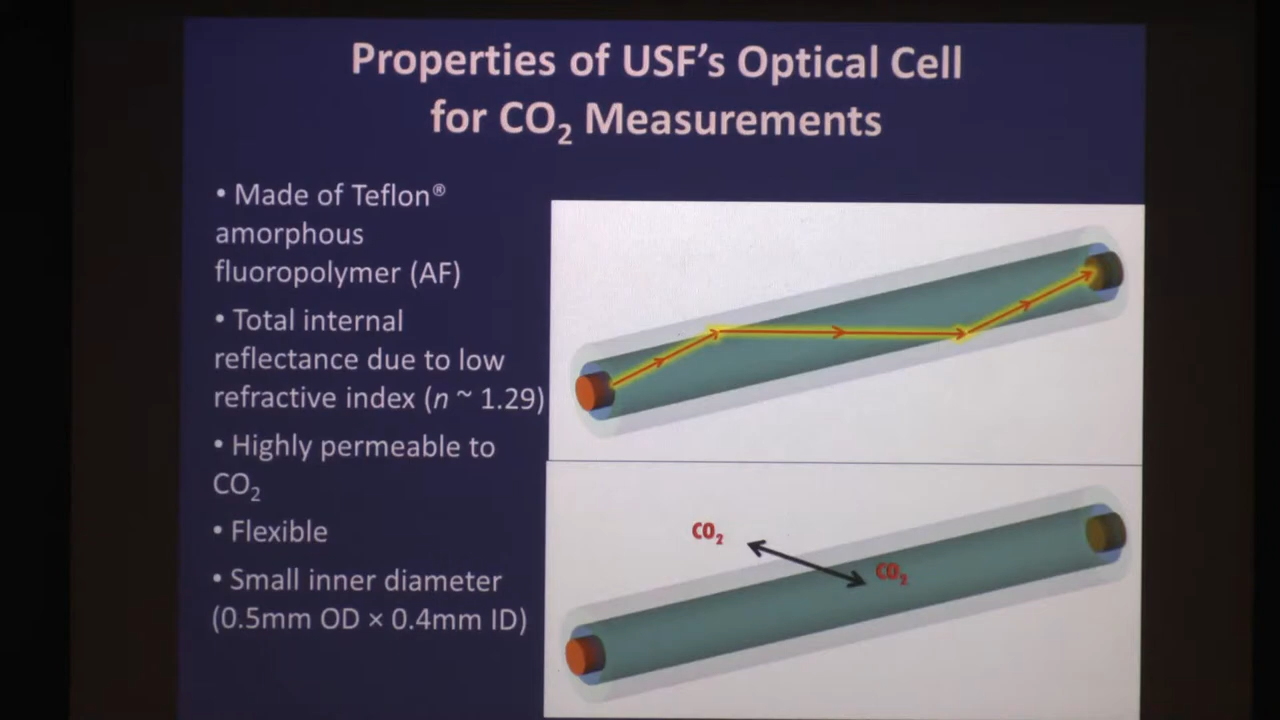 Properties of USF's Optical Cell
for CO₂ Measurements
• Made of Teflon®
amorphous
fluoropolymer (AF)
• Total internal
reflectance due to low
refractive index (n ~ 1.29)
• Highly permeable to
CO₂
• Flexible
• Small inner diameter
(0.5mm OD × 0.4mm ID)
CO₂
CO₂